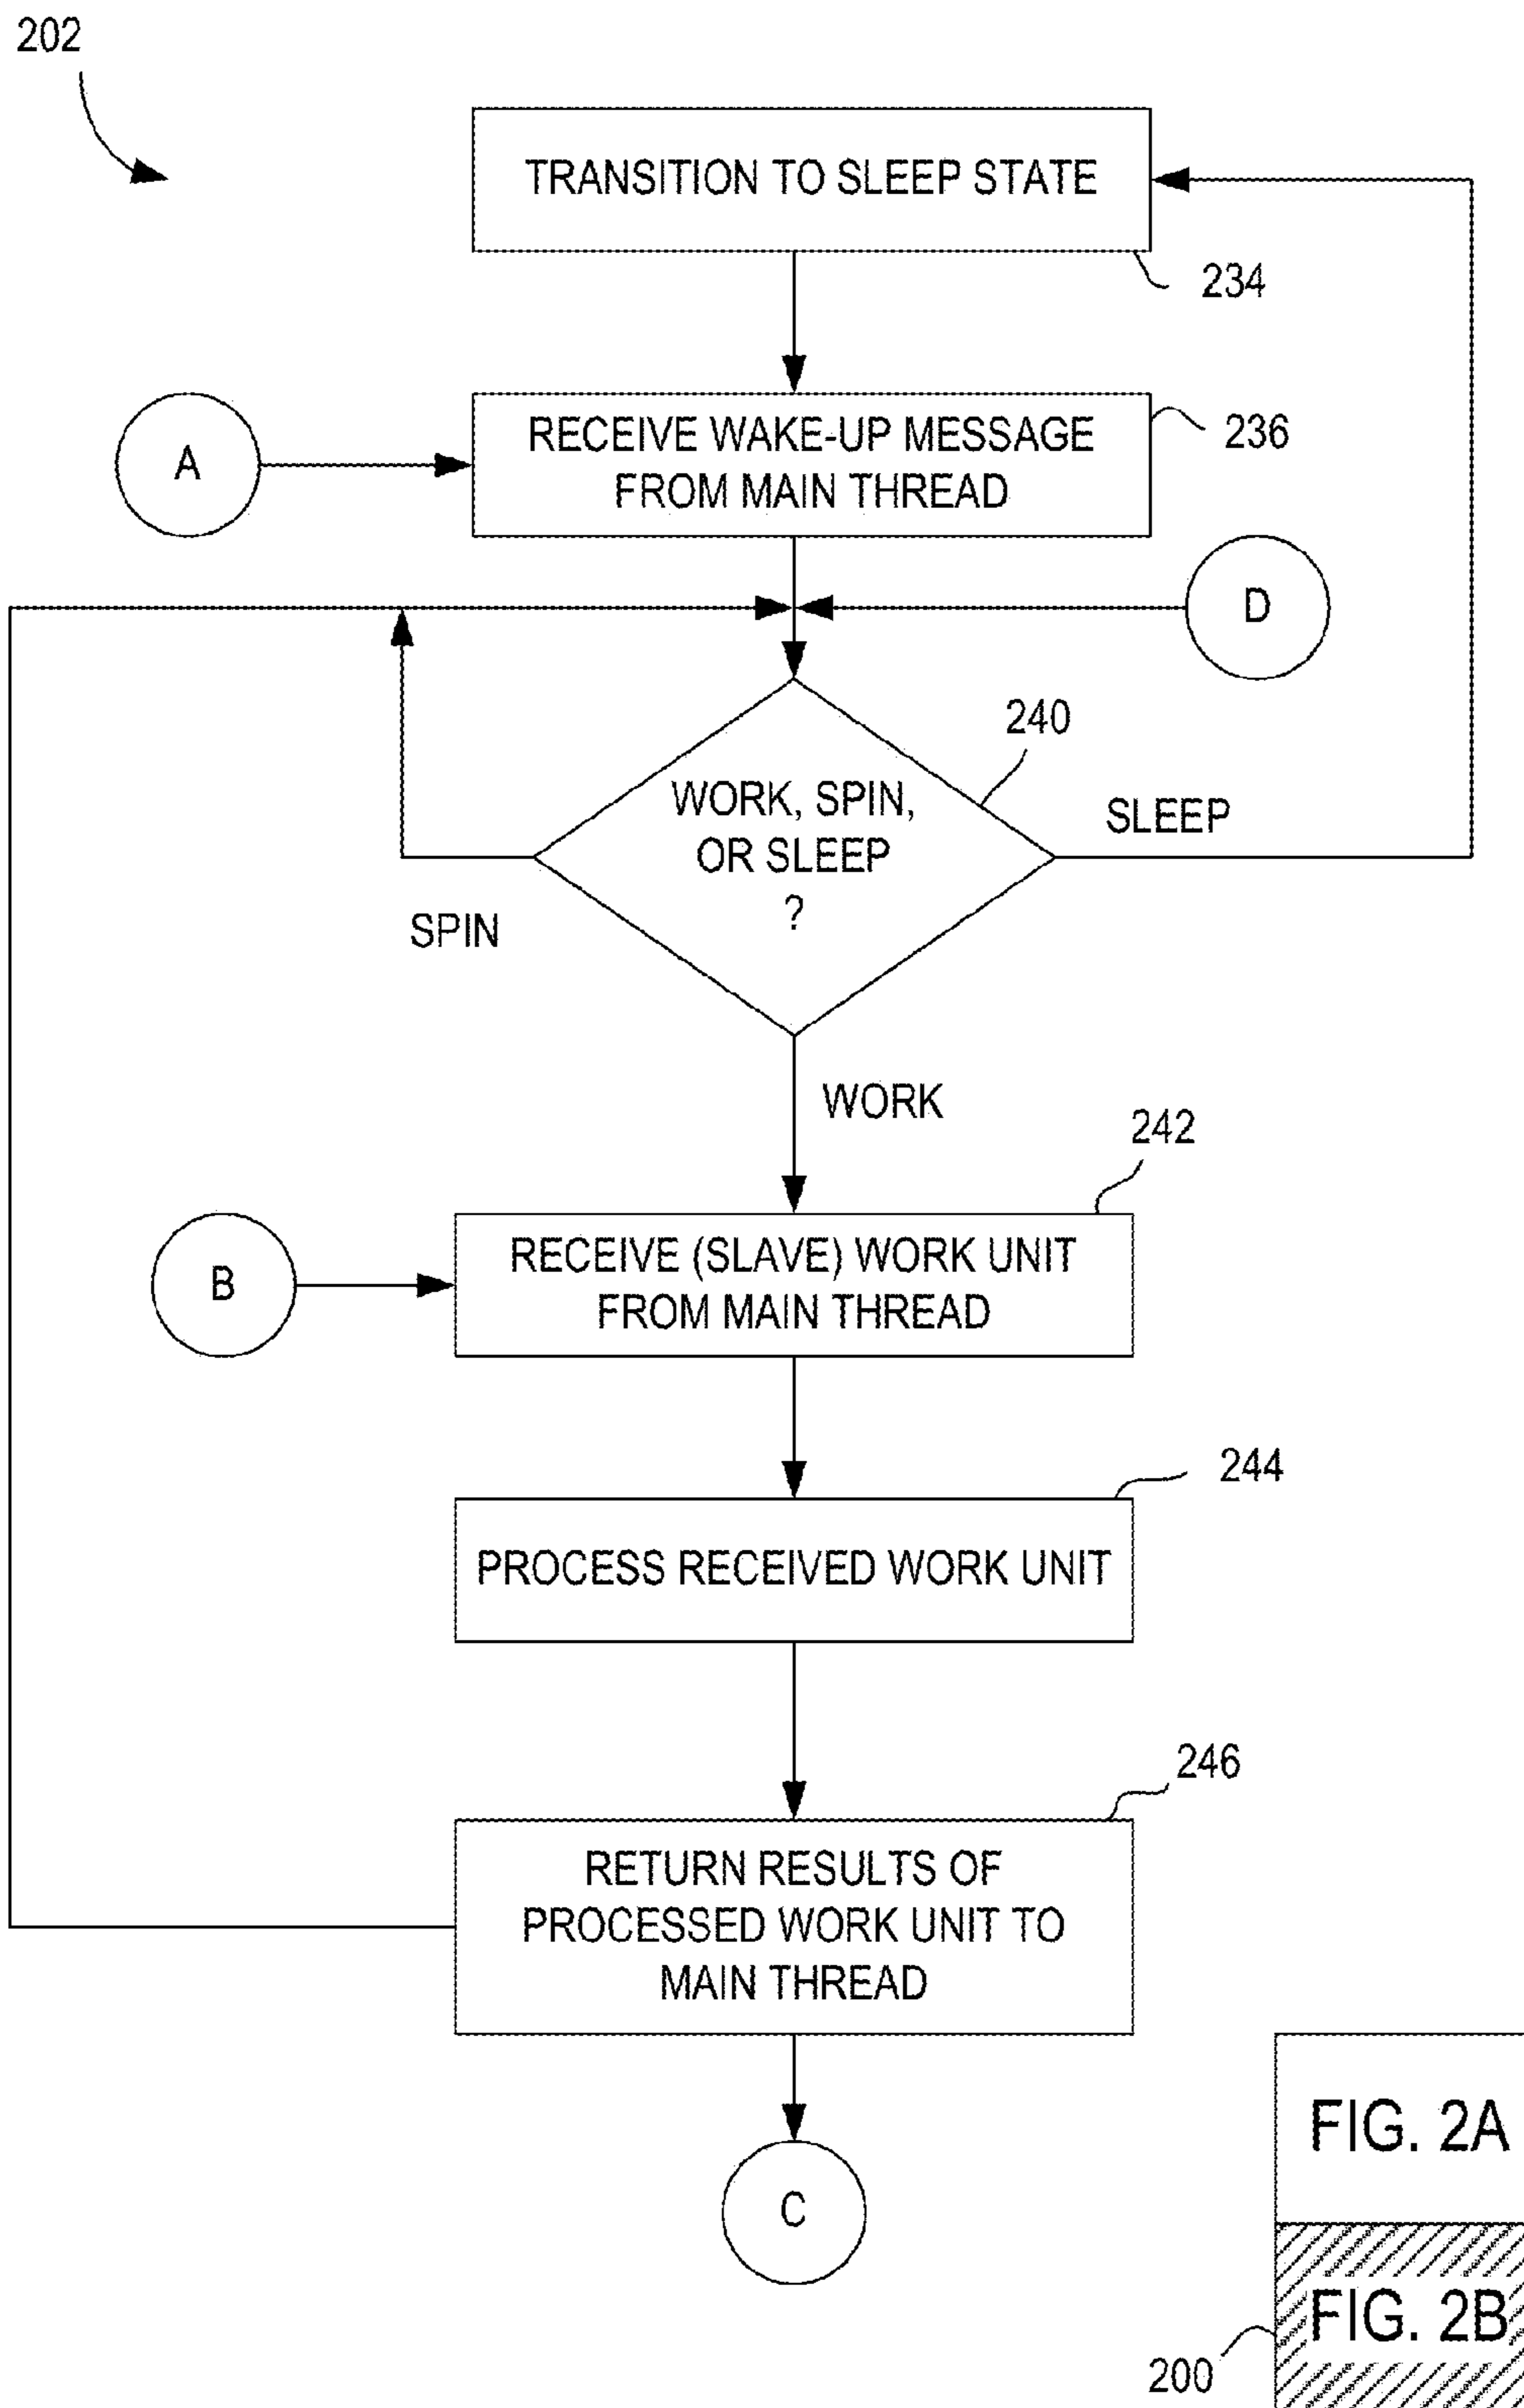 202
TRANSITION TO SLEEP STATE
234
A
RECEIVE WAKE-UP MESSAGE
FROM MAIN THREAD
236
D
240
WORK, SPIN,
OR SLEEP
?
SLEEP
SPIN
WORK
242
B
RECEIVE (SLAVE) WORK UNIT
FROM MAIN THREAD
244
PROCESS RECEIVED WORK UNIT
246
RETURN RESULTS OF
PROCESSED WORK UNIT TO
MAIN THREAD
C
FIG. 2A
FIG. 2B
200